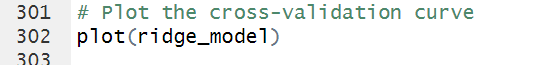 301 # Plot the cross-validation curve
302 plot(ridge_model)
303